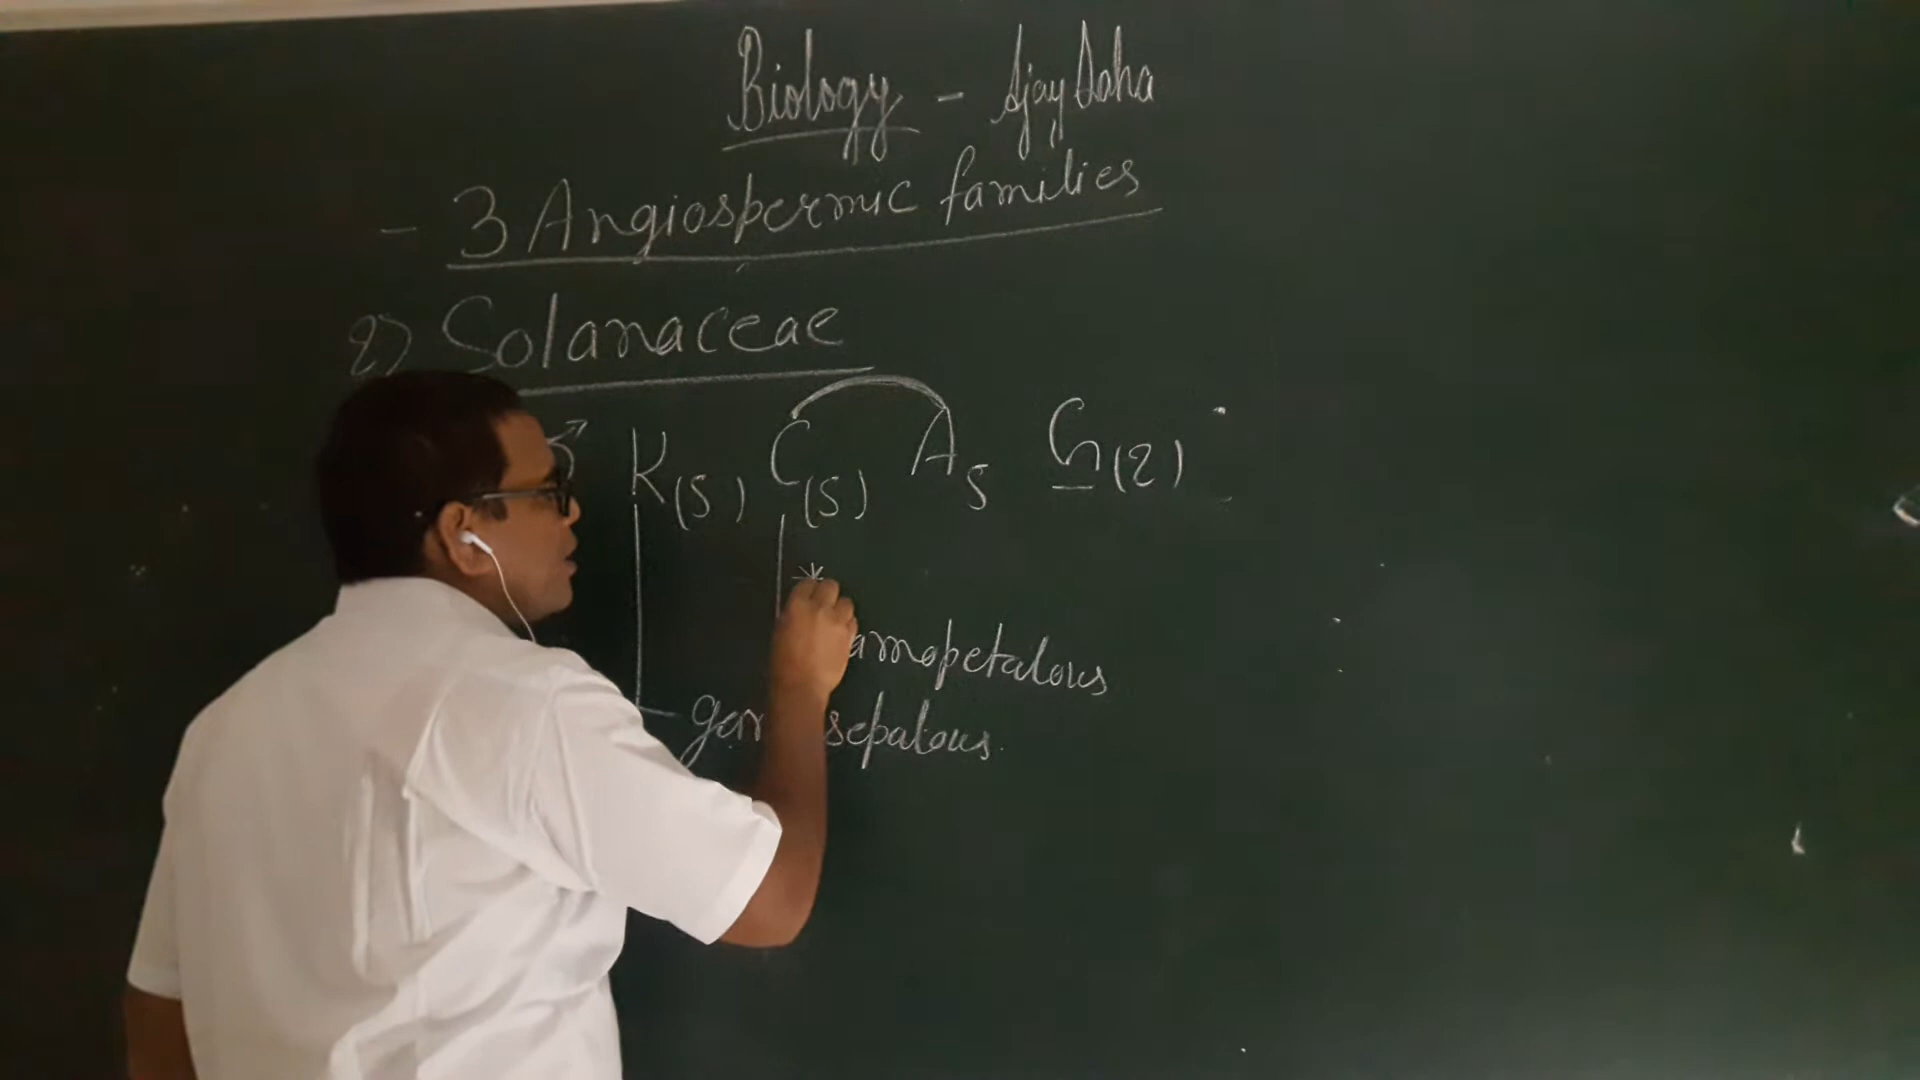 Biology - Ajay Saha
- 3 Angiospermic families
2) Solanaceae
K(5) C(5) A5 G(2)
*
amopetalous
sepalous.